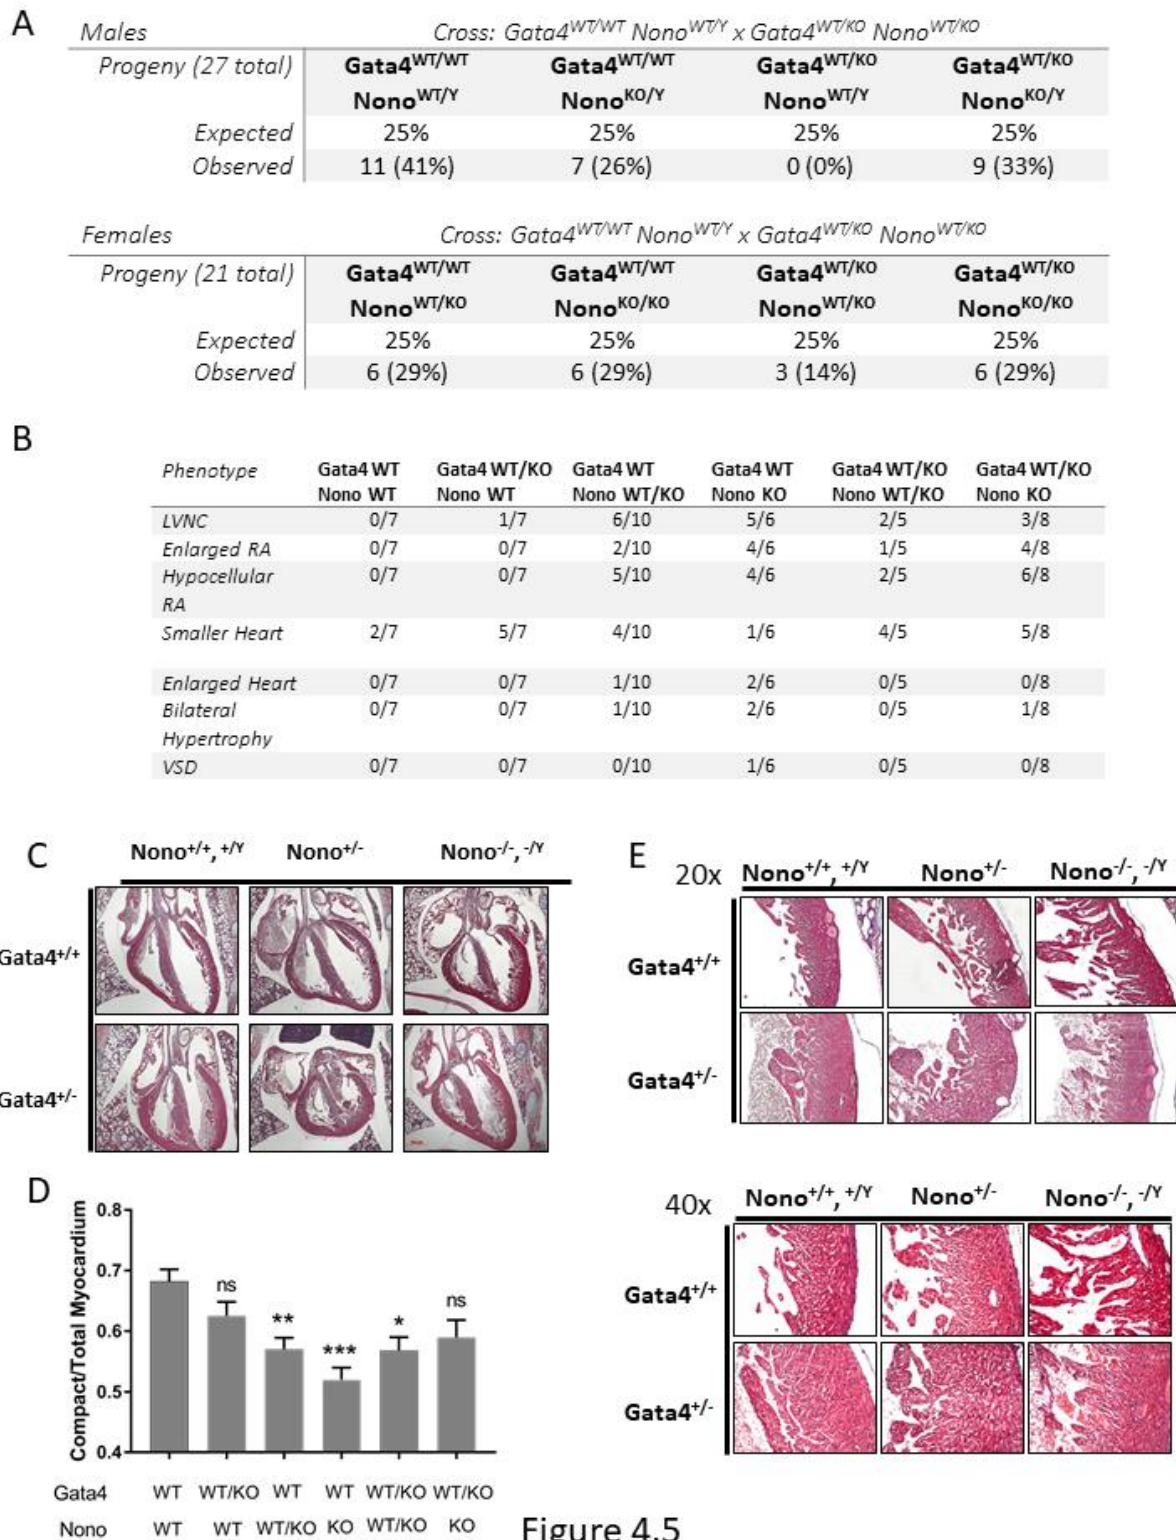 A
Males Cross: Gata4WT/WT NonoWT/Y x Gata4WT/KO NonoWT/KO
Progeny (27 total) Gata4WT/WT Gata4WT/WT Gata4WT/KO Gata4WT/KO
NonoWT/Y NonoKO/Y NonoWT/Y NonoKO/Y
Expected 25% 25% 25% 25%
Observed 11 (41%) 7 (26%) 0 (0%) 9 (33%)
Females Cross: Gata4WT/WT NonoWT/Y x Gata4WT/KO NonoWT/KO
Progeny (21 total) Gata4WT/WT Gata4WT/WT Gata4WT/KO Gata4WT/KO
NonoWT/KO NonoKO/KO NonoWT/KO NonoKO/KO
Expected 25% 25% 25% 25%
Observed 6 (29%) 6 (29%) 3 (14%) 6 (29%)
B
Phenotype Gata4 WT Gata4 WT/KO Gata4 WT Gata4 WT Gata4 WT/KO Gata4 WT/KO
Nono WT Nono WT Nono WT/KO Nono KO Nono WT/KO Nono KO
LVNC 0/7 1/7 6/10 5/6 2/5 3/8
Enlarged RA 0/7 0/7 2/10 4/6 1/5 4/8
Hypocellular 0/7 0/7 5/10 4/6 2/5 6/8
RA
Smaller Heart 2/7 5/7 4/10 1/6 4/5 5/8
Enlarged Heart 0/7 0/7 1/10 2/6 0/5 0/8
Bilateral 0/7 0/7 1/10 2/6 0/5 1/8
Hypertrophy
VSD 0/7 0/7 0/10 1/6 0/5 0/8
C
Nono+/+, +/Y Nono+/- Nono-/-, -/Y
Gata4+/+
Gata4+/-
D
Compact/Total Myocardium
0.8
0.7
0.6
0.5
0.4
ns ** *** * ns
Gata4 WT WT/KO WT WT WT/KO WT/KO
Nono WT WT WT/KO KO WT/KO KO
E
20x Nono+/+, +/Y Nono+/- Nono-/-, -/Y
Gata4+/+
Gata4+/-
40x Nono+/+, +/Y Nono+/- Nono-/-, -/Y
Gata4+/+
Gata4+/-
Figure 4.5